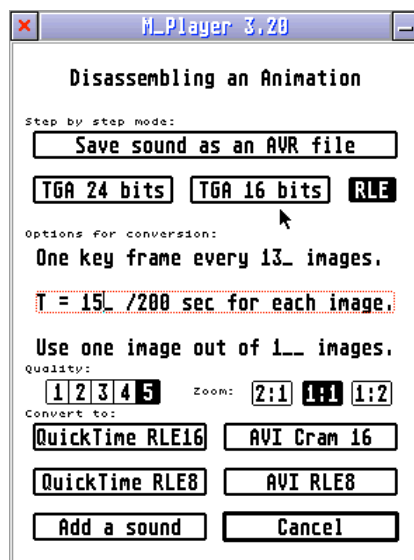 M_Player 3.20
Disassembling an Animation
Step by step mode:
Save sound as an AVR file
TGA 24 bits TGA 16 bits RLE
Options for conversion:
One key frame every 13_ images.
T = 15_ /200 sec for each image.
Use one image out of 1__ images.
Quality:
1 2 3 4 5 Zoom: 2:1 1:1 1:2
Convert to:
QuickTime RLE16 AVI Cram 16
QuickTime RLE8 AVI RLE8
Add a sound Cancel